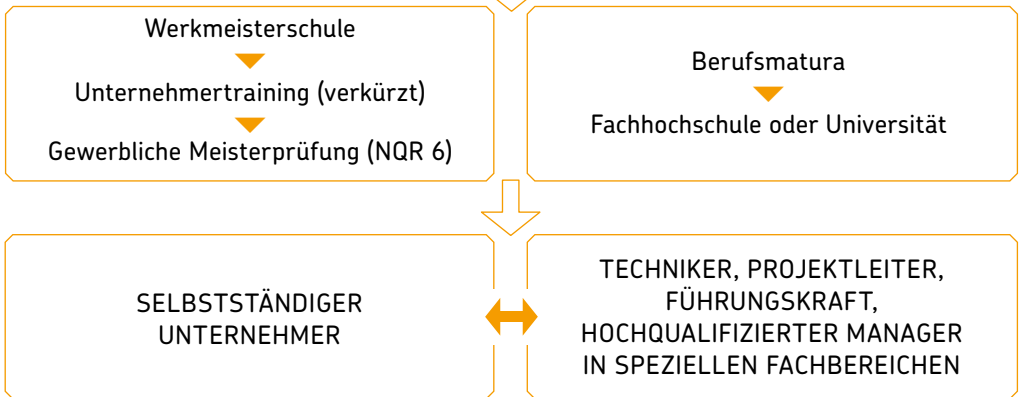 Werkmeisterschule
Unternehmertraining (verkürzt)
Gewerbliche Meisterprüfung (NQR 6)
Berufsmatura
Fachhochschule oder Universität
SELBSTSTÄNDIGER
UNTERNEHMER
TECHNIKER, PROJEKTLEITER,
FÜHRUNGSKRAFT,
HOCHQUALIFIZIERTER MANAGER
IN SPEZIELLEN FACHBEREICHEN